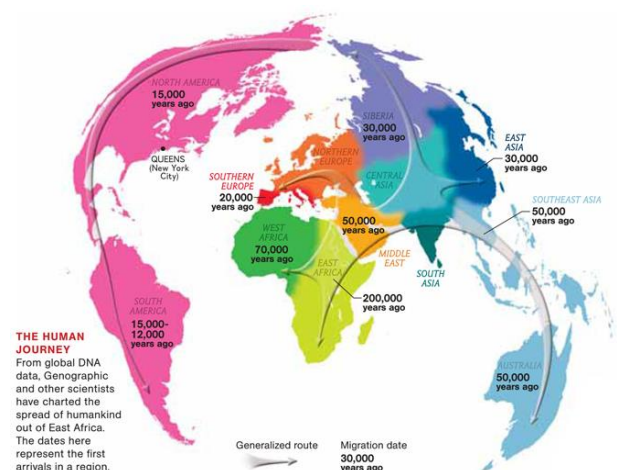 NORTH AMERICA
15,000
years ago
QUEENS
(New York
City)
SIBERIA
30,000
years ago
EAST
ASIA
30,000
years ago
NORTHERN
EUROPE
SOUTHERN
EUROPE
20,000
years ago
CENTRAL
ASIA
SOUTHEAST ASIA
50,000
years ago
WEST
AFRICA
70,000
years ago
50,000
years ago
MIDDLE
EAST
EAST
AFRICA
SOUTH
ASIA
200,000
years ago
SOUTH
AMERICA
15,000-
12,000
years ago
AUSTRALIA
50,000
years ago
THE HUMAN
JOURNEY
From global DNA
data, Genographic
and other scientists
have charted the
spread of humankind
out of East Africa.
The dates here
represent the first
arrivals in a region.
Generalized route
Migration date
30,000
years ago